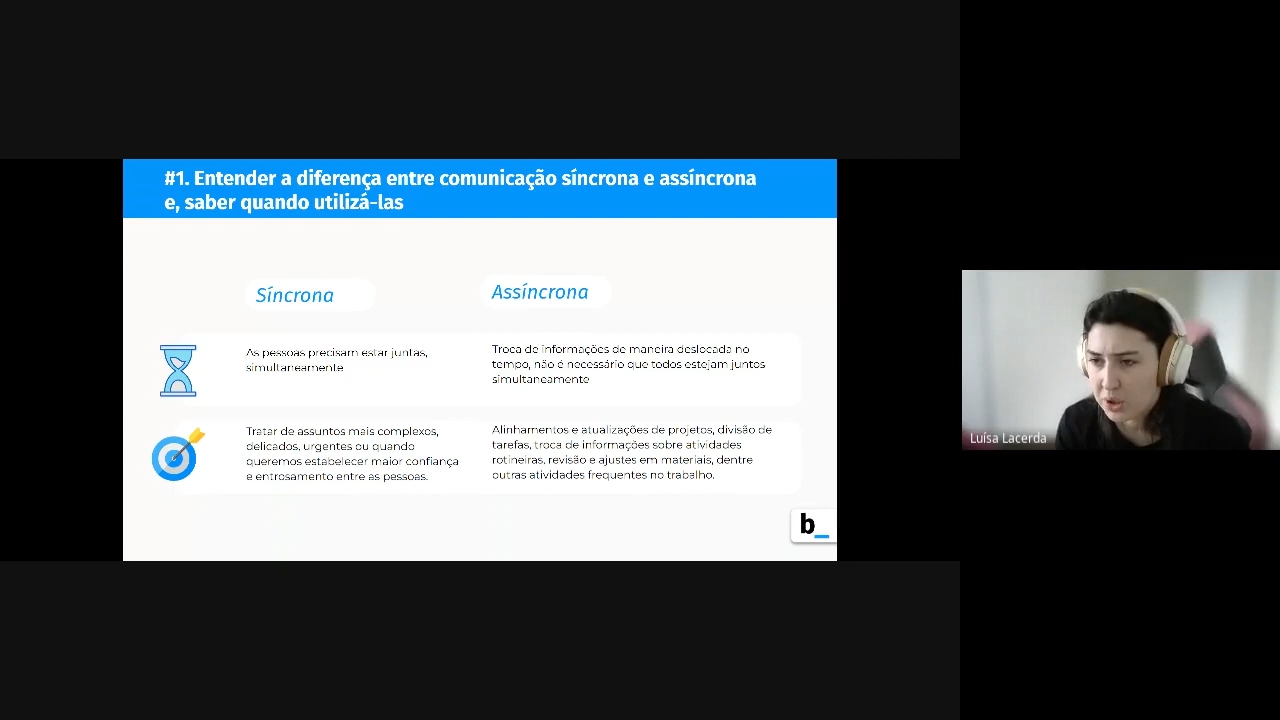 #1. Entender a diferença entre comunicação síncrona e assíncrona
e, saber quando utilizá-las
Síncrona
Assíncrona
As pessoas precisam estar juntas,
simultaneamente
Troca de informações de maneira deslocada no
tempo, não é necessário que todos estejam juntos
simultaneamente
Tratar de assuntos mais complexos,
delicados, urgentes ou quando
queremos estabelecer maior confiança
e entrosamento entre as pessoas.
Alinhamentos e atualizações de projetos, divisão de
tarefas, troca de informações sobre atividades
rotineiras, revisão e ajustes em materiais, dentre
outras atividades frequentes no trabalho.
b_
Luísa Lacerda